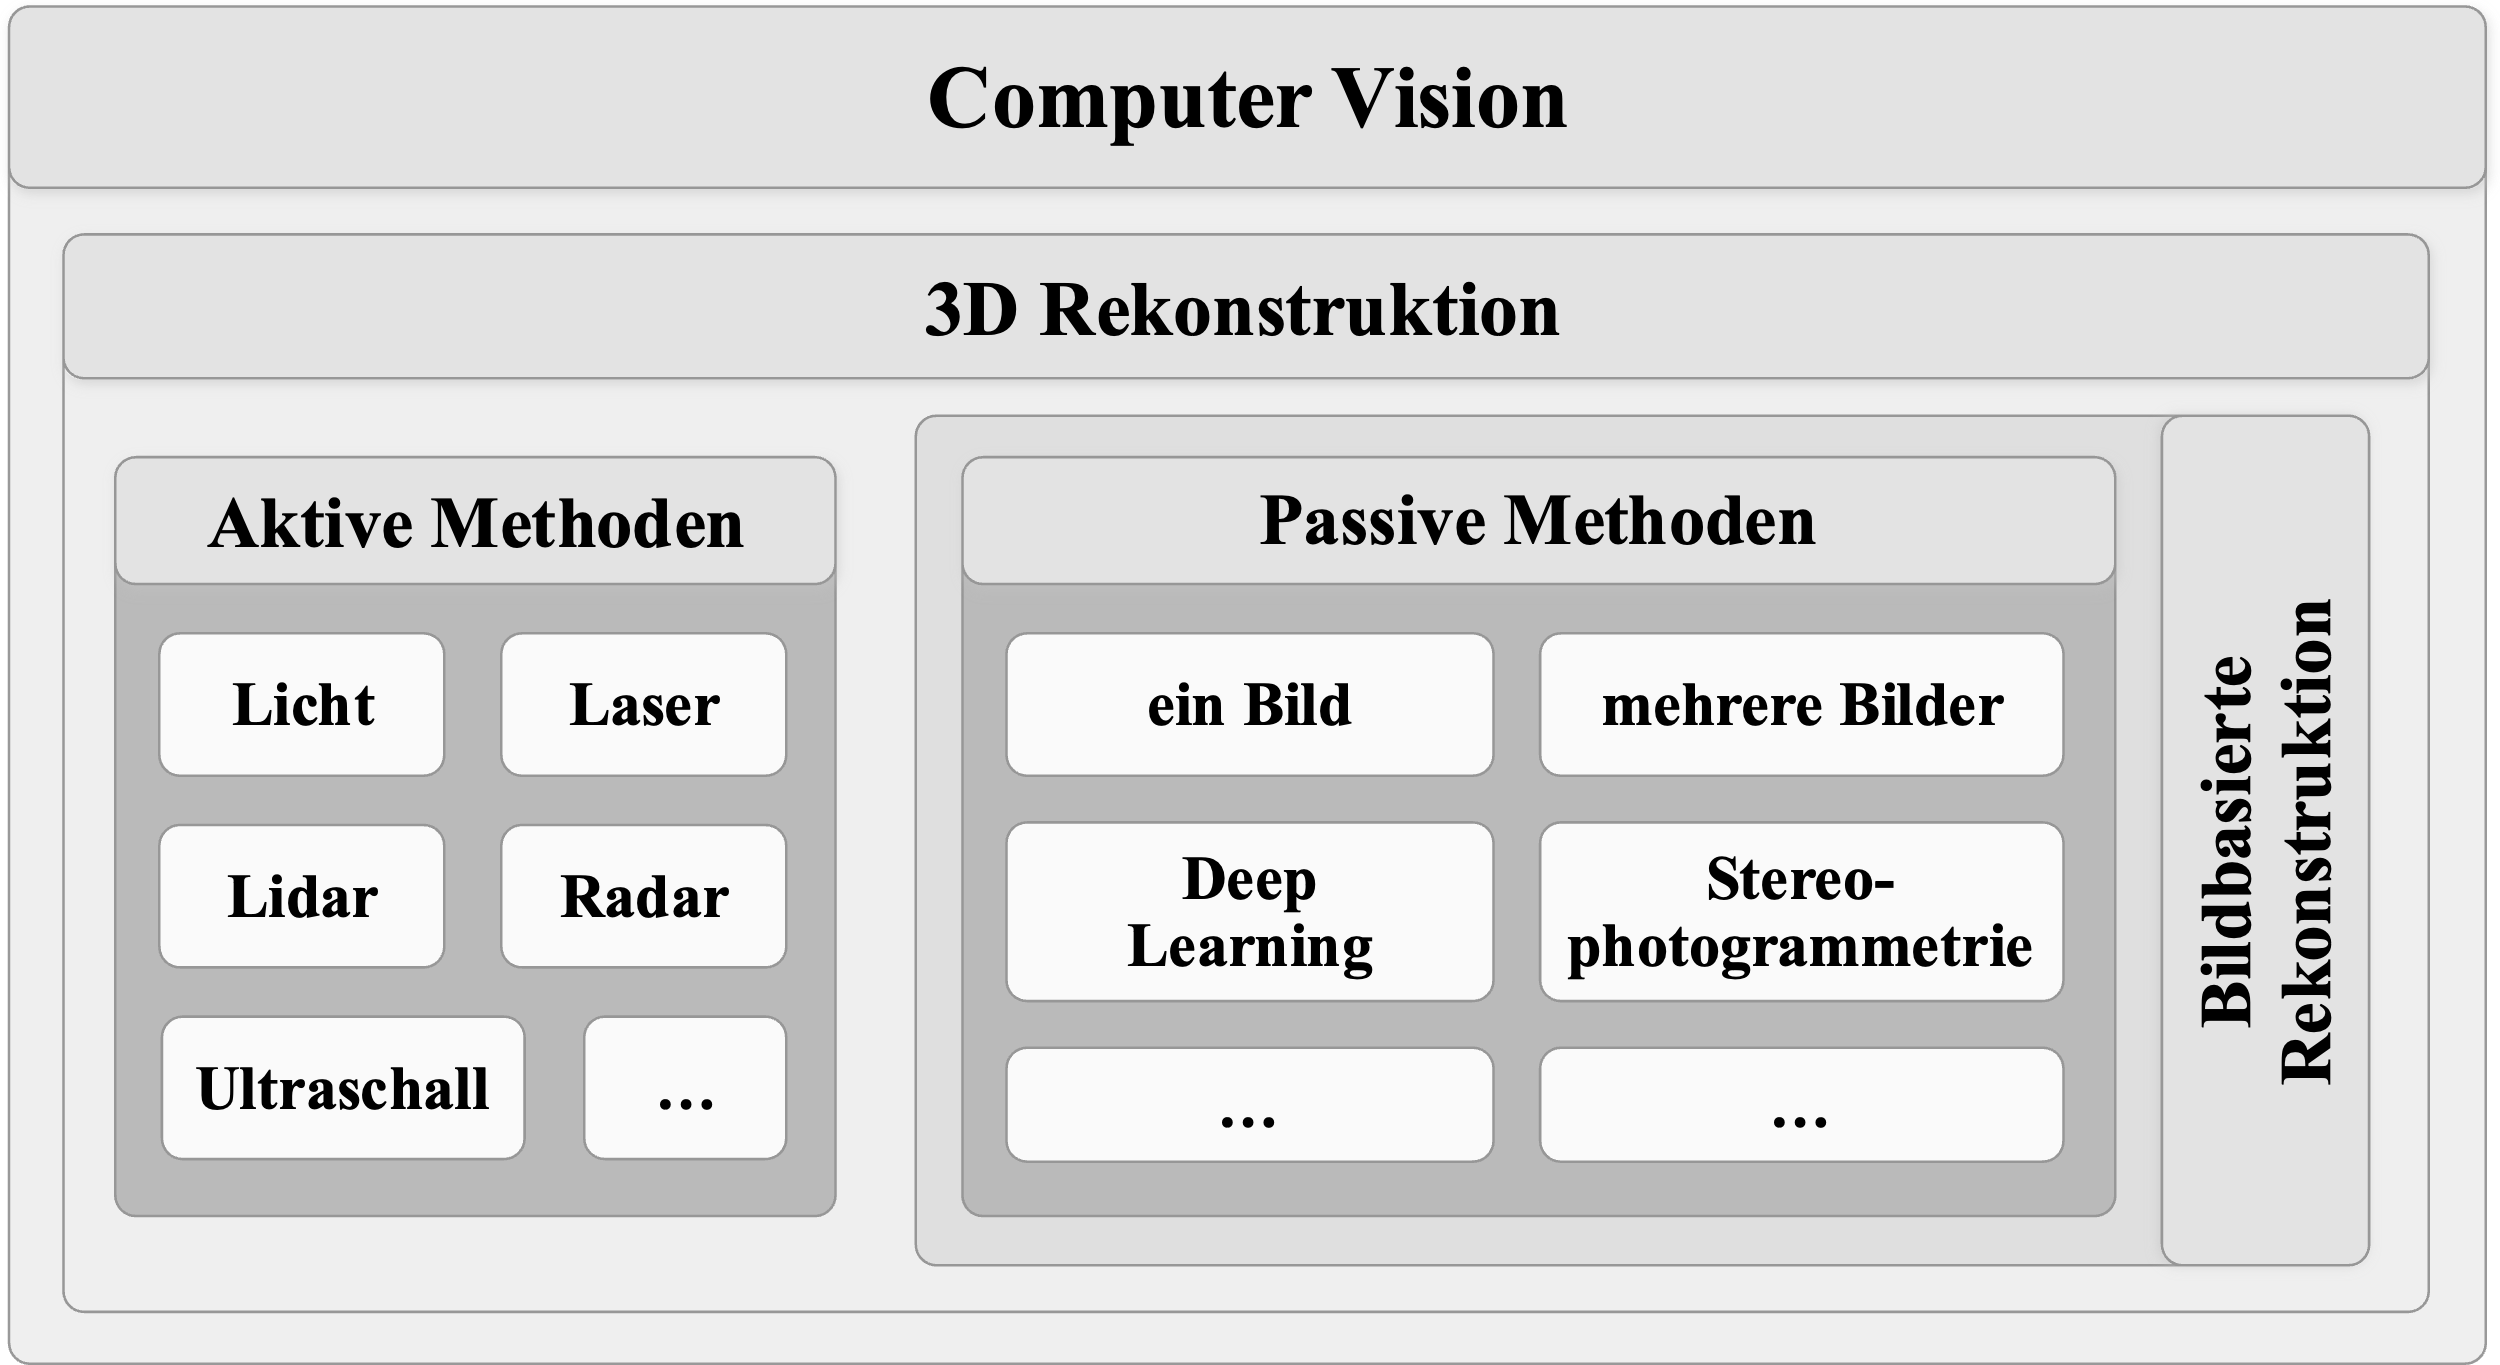 Computer Vision
3D Rekonstruktion
Aktive Methoden
Licht
Laser
Lidar
Radar
Ultraschall
...
Passive Methoden
ein Bild
mehrere Bilder
Deep
Learning
Stereo-
photogrammetrie
...
...
Bildbasierte
Rekonstruktion